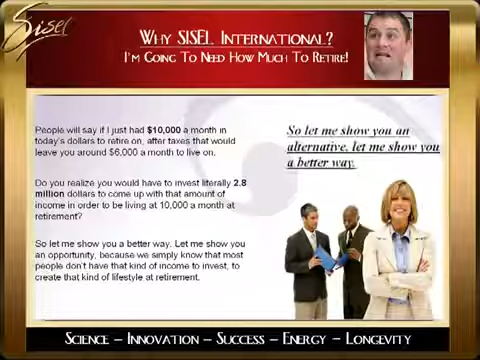 Sisel
WHY SISEL INTERNATIONAL?
I'M GOING TO NEED HOW MUCH TO RETIRE!
People will say if I just had $10,000 a month in
today's dollars to retire on, after taxes that would
leave you around $6,000 a month to live on.
Do you realize you would have to invest literally 2.8
million dollars to come up with that amount of
income in order to be living at 10,000 a month at
retirement?
So let me show you a better way. Let me show you
an opportunity, because we simply know that most
people don't have that kind of income to invest, to
create that kind of lifestyle at retirement.
So let me show you an
alternative, let me show you
a better way.
SCIENCE – INNOVATION – SUCCESS – ENERGY – LONGEVITY